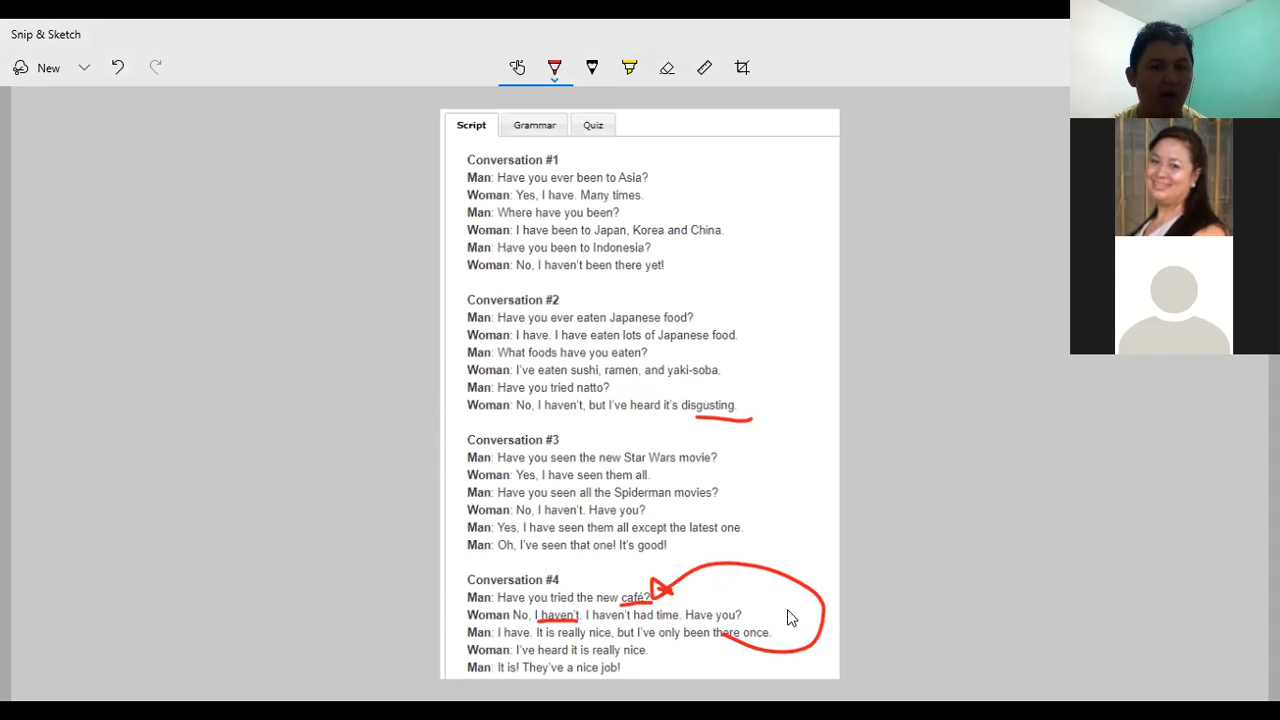 Snip & Sketch
New
Script Grammar Quiz
Conversation #1
Man: Have you ever been to Asia?
Woman: Yes, I have. Many times.
Man: Where have you been?
Woman: I have been to Japan, Korea and China.
Man: Have you been to Indonesia?
Woman: No, I haven't been there yet!
Conversation #2
Man: Have you ever eaten Japanese food?
Woman: I have. I have eaten lots of Japanese food.
Man: What foods have you eaten?
Woman: I've eaten sushi, ramen, and yaki-soba.
Man: Have you tried natto?
Woman: No, I haven't, but I've heard it's disgusting.
Conversation #3
Man: Have you seen the new Star Wars movie?
Woman: Yes, I have seen them all.
Man: Have you seen all the Spiderman movies?
Woman: No, I haven't. Have you?
Man: Yes, I have seen them all except the latest one.
Man: Oh, I've seen that one! It's good!
Conversation #4
Man: Have you tried the new café?
Woman No, I haven't. I haven't had time. Have you?
Man: I have. It is really nice, but I've only been there once.
Woman: I've heard it is really nice.
Man: It is! They've a nice job!